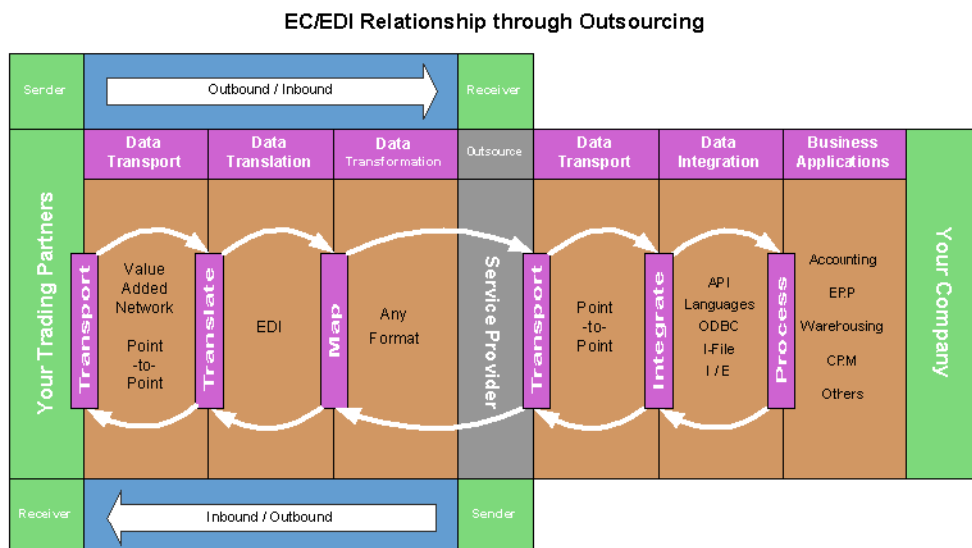 EC/EDI Relationship through Outsourcing
Sender
Outbound / Inbound
Receiver
Data
Transport
Data
Translation
Data
Transformation
Outsource
Data
Transport
Data
Integration
Business
Applications
Your Trading Partners
Transport
Value
Added
Network
Point
-to-
Point
Translate
EDI
Map
Any
Format
Service Provider
Transport
Point
-to-
Point
Integrate
API
Languages
ODBC
I-File
I / E
Process
Accounting
ERP
Warehousing
CRM
Others
Your Company
Receiver
Inbound / Outbound
Sender